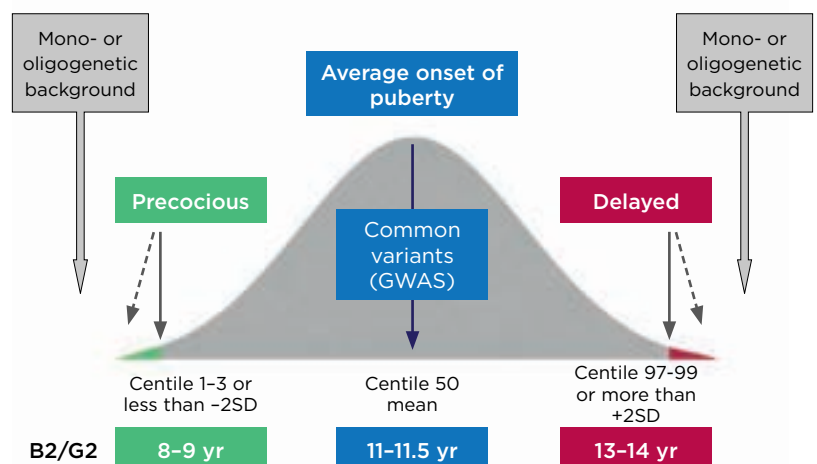 Mono- or
oligogenetic
background
Average onset of
puberty
Mono- or
oligogenetic
background
Precocious
Common
variants
(GWAS)
Delayed
Centile 1–3 or
less than –2SD
Centile 50
mean
Centile 97-99
or more than
+2SD
B2/G2
8–9 yr
11–11.5 yr
13–14 yr